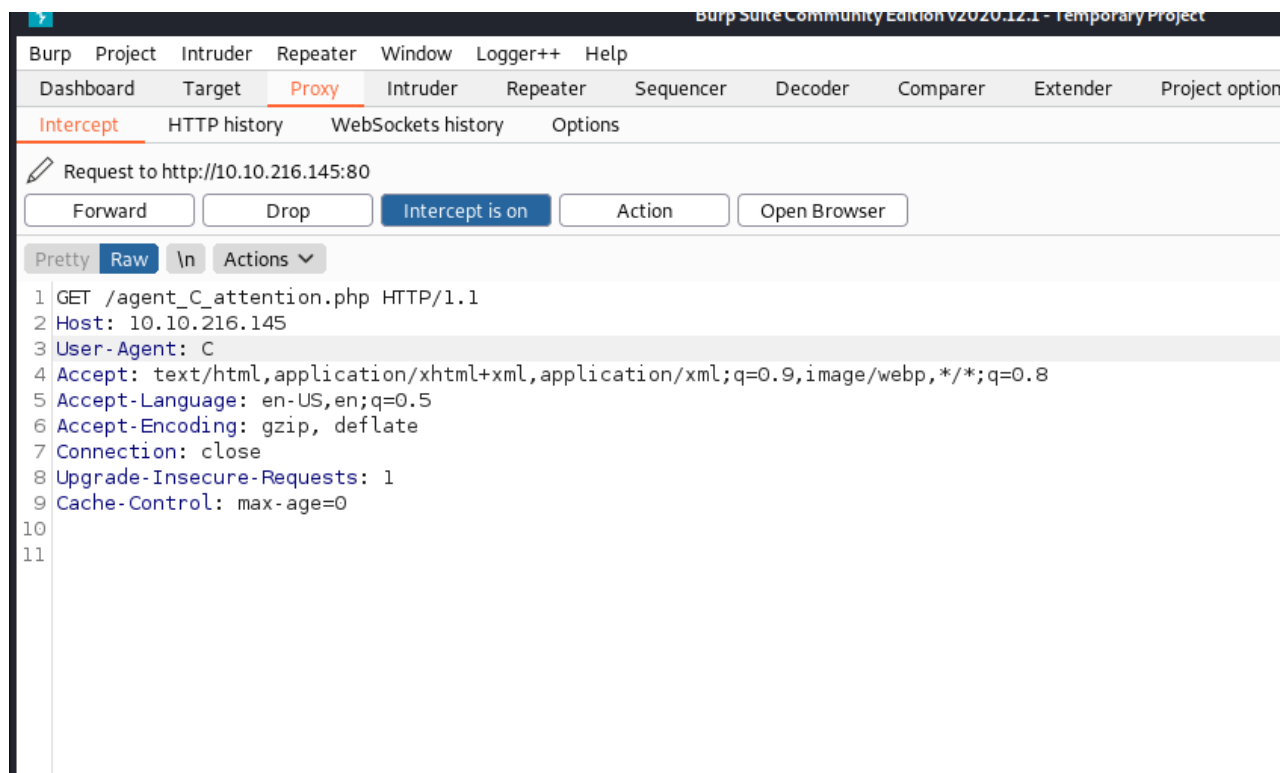 Burp Suite Community Edition v2020.12.1 - Temporary Project
Burp Project Intruder Repeater Window Logger++ Help
Dashboard Target Proxy Intruder Repeater Sequencer Decoder Comparer Extender Project option
Intercept HTTP history WebSockets history Options
Request to http://10.10.216.145:80
Forward Drop Intercept is on Action Open Browser
Pretty Raw \n Actions
1 GET /agent_C_attention.php HTTP/1.1
2 Host: 10.10.216.145
3 User-Agent: C
4 Accept: text/html,application/xhtml+xml,application/xml;q=0.9,image/webp,*/*;q=0.8
5 Accept-Language: en-US,en;q=0.5
6 Accept-Encoding: gzip, deflate
7 Connection: close
8 Upgrade-Insecure-Requests: 1
9 Cache-Control: max-age=0
10
11